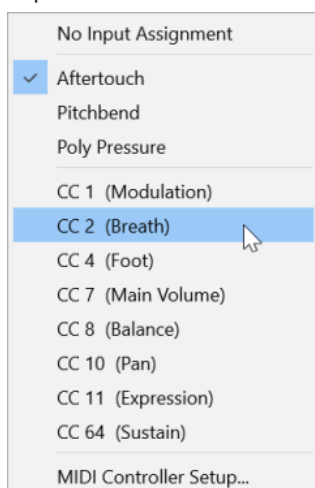 No Input Assignment
Aftertouch
Pitchbend
Poly Pressure
CC 1 (Modulation)
CC 2 (Breath)
CC 4 (Foot)
CC 7 (Main Volume)
CC 8 (Balance)
CC 10 (Pan)
CC 11 (Expression)
CC 64 (Sustain)
MIDI Controller Setup...